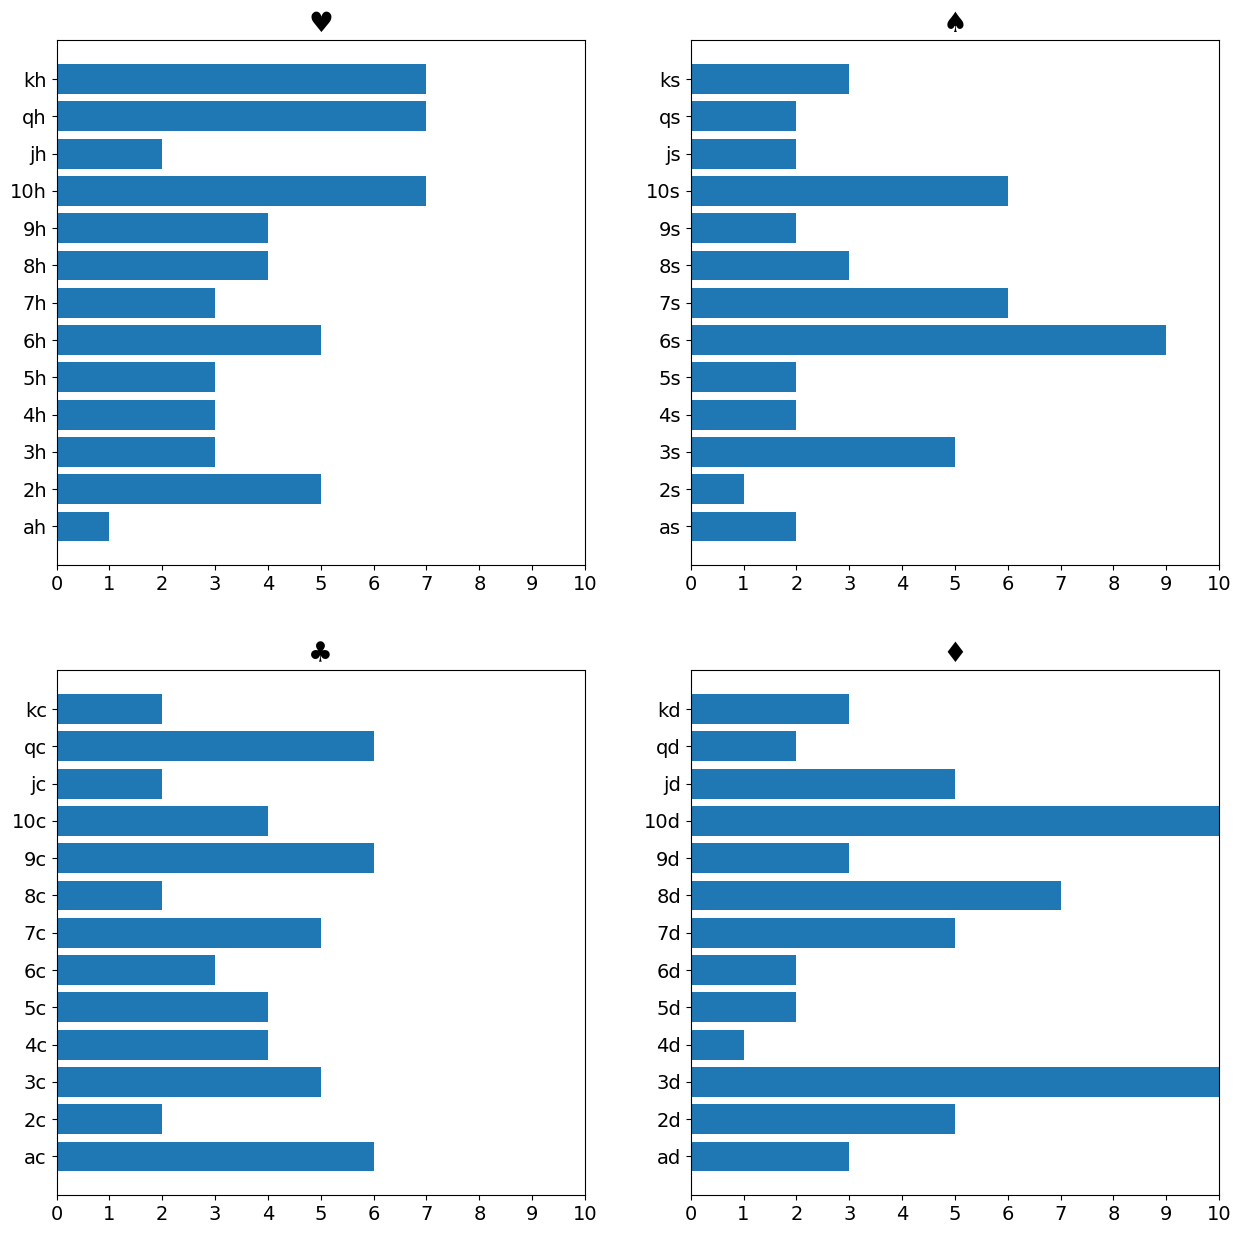 ♥
kh
qh
jh
10h
9h
8h
7h
6h
5h
4h
3h
2h
ah
0 1 2 3 4 5 6 7 8 9 10
♠
ks
qs
js
10s
9s
8s
7s
6s
5s
4s
3s
2s
as
0 1 2 3 4 5 6 7 8 9 10
♣
kc
qc
jc
10c
9c
8c
7c
6c
5c
4c
3c
2c
ac
0 1 2 3 4 5 6 7 8 9 10
♦
kd
qd
jd
10d
9d
8d
7d
6d
5d
4d
3d
2d
ad
0 1 2 3 4 5 6 7 8 9 10